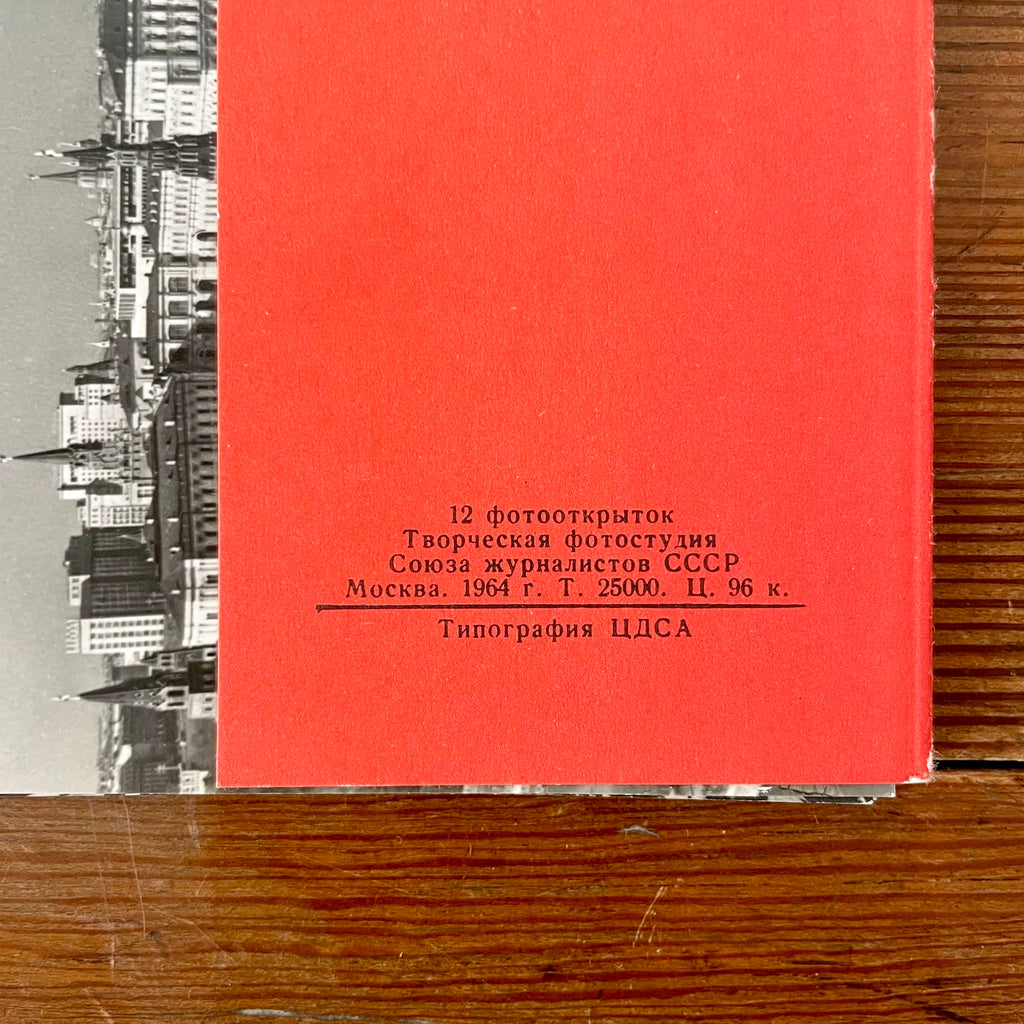 12 фотооткрыток
Творческая фотостудия
Союза журналистов СССР
Москва. 1964 г. Т. 25000. Ц. 96 к.
Типография ЦДСА